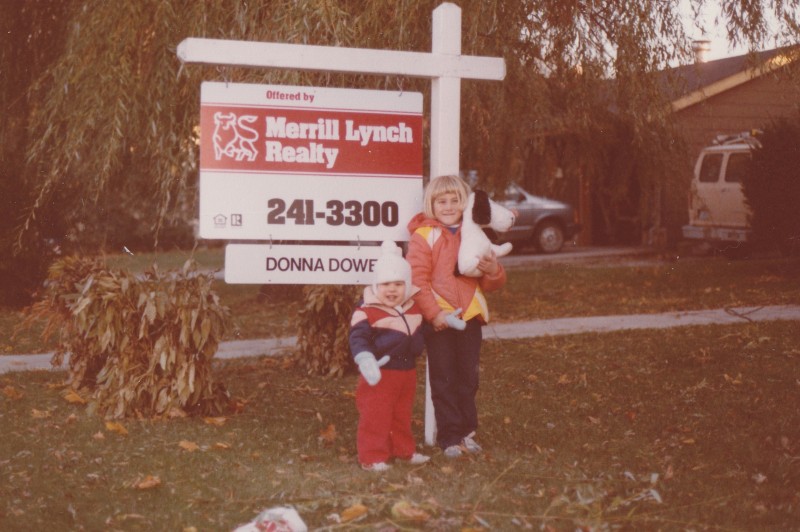 Offered by
Merrill Lynch
Realty
241-3300
R
DONNA DOWE